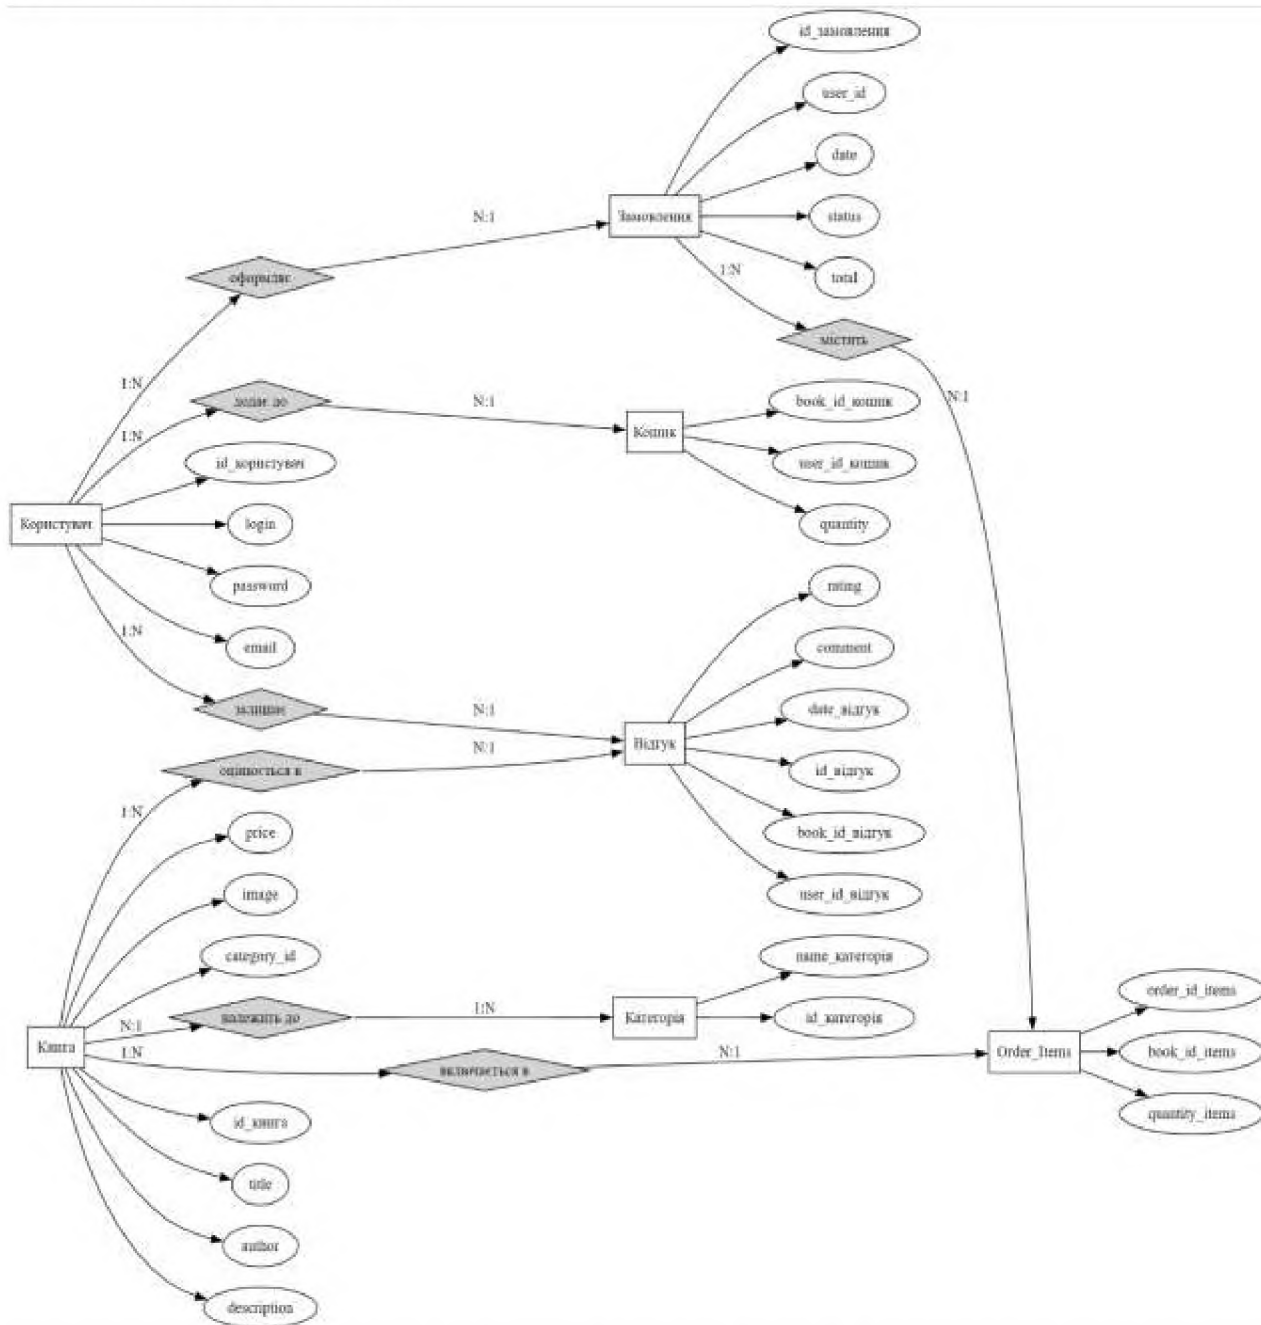 id_замовлення
user_id
date
N:1
Замовлення
status
оформляє
total
1:N
містить
1:N
додає до
N:1
book_id_кошик
N:1
1:N
Кошик
id_користувач
user_id_кошик
Користувач
login
quantity
password
rating
1:N
email
comment
залишає
N:1
date_відгук
Відгук
оцінюється в
N:1
id_відгук
1:N
price
book_id_відгук
image
user_id_відгук
category_id
name_категорія
order_id_items
N:1
належить до
1:N
Категорія
id_категорія
Книга
1:N
N:1
Order_Items
book_id_items
включається в
id_книга
quantity_items
title
author
description